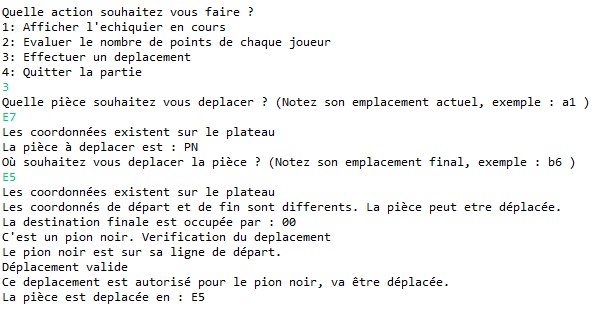 Quelle action souhaitez vous faire ?
1: Afficher l'echiquier en cours
2: Evaluer le nombre de points de chaque joueur
3: Effectuer un deplacement
4: Quitter la partie
3
Quelle pièce souhaitez vous deplacer ? (Notez son emplacement actuel, exemple : a1 )
E7
Les coordonnées existent sur le plateau
La pièce à deplacer est : PN
Où souhaitez vous deplacer la pièce ? (Notez son emplacement final, exemple : b6 )
E5
Les coordonnées existent sur le plateau
Les coordonnés de départ et de fin sont differents. La pièce peut etre déplacée.
La destination finale est occupée par : 00
C'est un pion noir. Verification du deplacement
Le pion noir est sur sa ligne de départ.
Déplacement valide
Ce deplacement est autorisé pour le pion noir, va être déplacée.
La pièce est deplacée en : E5